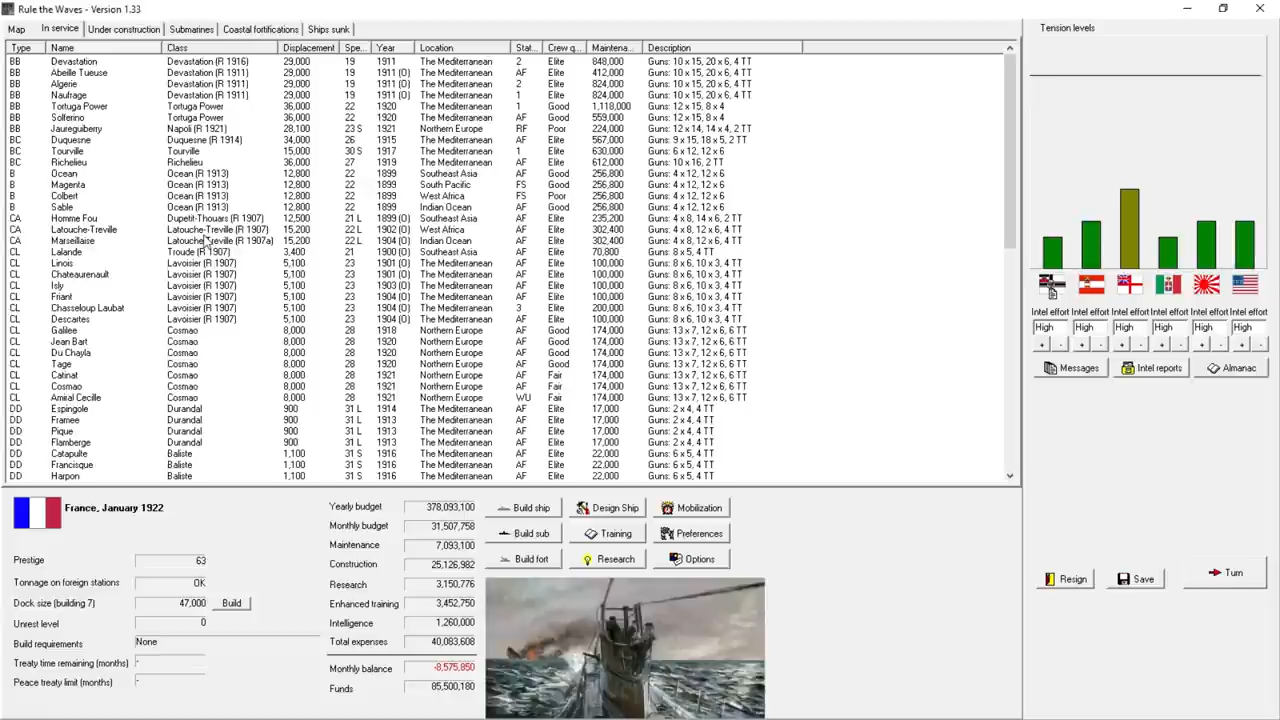 Rule the Waves - Version 1.33
Map In service Under construction Submarines Coastal fortifications Ships sunk
Type Name Class Displacement Spe... Year Location Stat... Crew q... Maintena... Description
BB Devastation Devastation (R 1916) 29,000 19 1911 The Mediterranean 2 Elite 848,000 Guns: 10 x 15, 20 x 6, 4 TT
BB Abeille Tueuse Devastation (R 1911) 29,000 19 1911 (O) The Mediterranean AF Elite 412,000 Guns: 10 x 15, 20 x 6, 4 TT
BB Algerie Devastation (R 1911) 29,000 19 1911 (O) The Mediterranean 2 Elite 824,000 Guns: 10 x 15, 20 x 6, 4 TT
BB Naufrage Devastation (R 1911) 29,000 19 1911 (O) The Mediterranean 1 Elite 824,000 Guns: 10 x 15, 20 x 6, 4 TT
BB Tortuga Power Tortuga Power 36,000 22 1920 The Mediterranean 1 Good 1,118,000 Guns: 12 x 15, 8 x 4
BB Solferino Tortuga Power 36,000 22 1920 The Mediterranean AF Good 559,000 Guns: 12 x 15, 8 x 4
BB Jaureguiberry Napoli (R 1921) 28,100 23 S 1921 Northern Europe RF Poor 224,000 Guns: 12 x 14, 14 x 4, 2 TT
BC Duquesne Duquesne (R 1914) 34,000 26 1915 The Mediterranean AF Elite 567,000 Guns: 9 x 15, 18 x 5, 2 TT
BC Tourville Tourville 15,000 30 S 1917 The Mediterranean 1 Elite 630,000 Guns: 6 x 12, 12 x 6
BC Richelieu Richelieu 36,000 27 1919 The Mediterranean AF Elite 612,000 Guns: 10 x 16, 2 TT
B Ocean Ocean (R 1913) 12,800 22 1899 Southeast Asia AF Good 256,800 Guns: 4 x 12, 12 x 6
B Magenta Ocean (R 1913) 12,800 22 1899 South Pacific FS Good 256,800 Guns: 4 x 12, 12 x 6
B Colbert Ocean (R 1913) 12,800 22 1899 West Africa FS Poor 256,800 Guns: 4 x 12, 12 x 6
B Sable Ocean (R 1913) 12,800 22 1899 Indian Ocean AF Good 256,800 Guns: 4 x 12, 12 x 6
CA Homme Fou Dupetit-Thouars (R 1907) 12,500 21 L 1899 (O) Southeast Asia AF Elite 235,200 Guns: 4 x 8, 14 x 6, 2 TT
CA Latouche-Treville Latouche-Treville (R 1907) 15,200 22 L 1902 (O) West Africa AF Elite 302,400 Guns: 4 x 8, 12 x 6, 2 TT
CA Marseillaise Latouche-Treville (R 1907a) 15,200 22 L 1904 (O) Indian Ocean AF Elite 302,400 Guns: 4 x 8, 12 x 6, 2 TT
CL Lalande Troude (R 1907) 3,400 21 1900 (O) Southeast Asia AF Elite 70,800 Guns: 8 x 5, 4 TT
CL Linois Lavoisier (R 1907) 5,100 23 1901 (O) The Mediterranean AF Elite 100,000 Guns: 8 x 6, 10 x 3, 4 TT
CL Chateaurenault Lavoisier (R 1907) 5,100 23 1901 (O) The Mediterranean AF Elite 100,000 Guns: 8 x 6, 10 x 3, 4 TT
CL Isly Lavoisier (R 1907) 5,100 23 1903 (O) The Mediterranean AF Elite 100,000 Guns: 8 x 6, 10 x 3, 4 TT
CL Friant Lavoisier (R 1907) 5,100 23 1904 (O) The Mediterranean AF Elite 100,000 Guns: 8 x 6, 10 x 3, 4 TT
CL Chasseloup Laubat Lavoisier (R 1907) 5,100 23 1904 (O) The Mediterranean 3 Elite 200,000 Guns: 8 x 6, 10 x 3, 4 TT
CL Descartes Lavoisier (R 1907) 5,100 23 1904 (O) The Mediterranean AF Elite 100,000 Guns: 8 x 6, 10 x 3, 4 TT
CL Galilee Cosmao 8,000 28 1918 Northern Europe AF Good 174,000 Guns: 13 x 7, 12 x 6, 6 TT
CL Jean Bart Cosmao 8,000 28 1920 Northern Europe AF Good 174,000 Guns: 13 x 7, 12 x 6, 6 TT
CL Du Chayla Cosmao 8,000 28 1920 Northern Europe AF Good 174,000 Guns: 13 x 7, 12 x 6, 6 TT
CL Tage Cosmao 8,000 28 1920 Northern Europe AF Good 174,000 Guns: 13 x 7, 12 x 6, 6 TT
CL Catinat Cosmao 8,000 28 1921 Northern Europe AF Fair 174,000 Guns: 13 x 7, 12 x 6, 6 TT
CL Cosmao Cosmao 8,000 28 1921 Northern Europe AF Fair 174,000 Guns: 13 x 7, 12 x 6, 6 TT
CL Amiral Cecille Cosmao 8,000 28 1921 Northern Europe WU Fair 174,000 Guns: 13 x 7, 12 x 6, 6 TT
DD Espingole Durandal 900 31 L 1914 The Mediterranean AF Elite 17,000 Guns: 2 x 4, 4 TT
DD Framee Durandal 900 31 L 1913 The Mediterranean AF Elite 17,000 Guns: 2 x 4, 4 TT
DD Pique Durandal 900 31 L 1913 The Mediterranean AF Elite 17,000 Guns: 2 x 4, 4 TT
DD Flamberge Durandal 900 31 L 1913 The Mediterranean AF Elite 17,000 Guns: 2 x 4, 4 TT
DD Catapulte Baliste 1,100 31 S 1916 The Mediterranean AF Elite 22,000 Guns: 6 x 5, 4 TT
DD Francisque Baliste 1,100 31 S 1916 The Mediterranean AF Elite 22,000 Guns: 6 x 5, 4 TT
DD Harpon Baliste 1,100 31 S 1916 The Mediterranean AF Elite 22,000 Guns: 6 x 5, 4 TT
Tension levels
Intel effort Intel effort Intel effort Intel effort Intel effort Intel effort
High High High High High High
+ - + - + - + - + - + -
Messages Intel reports Almanac
France, January 1922
Prestige 63
Tonnage on foreign stations OK
Dock size (building 7) 47,000 Build
Unrest level 0
Build requirements None
Treaty time remaining (months) -
Peace treaty limit (months) -
Yearly budget 378,093,100
Monthly budget 31,507,758
Maintenance 7,093,100
Construction 25,126,982
Research 3,150,776
Enhanced training 3,452,750
Intelligence 1,260,000
Total expenses 40,083,608
Monthly balance -8,575,850
Funds 85,500,180
Build ship Design Ship Mobilization
Build sub Training Preferences
Build fort Research Options
Resign Save Turn